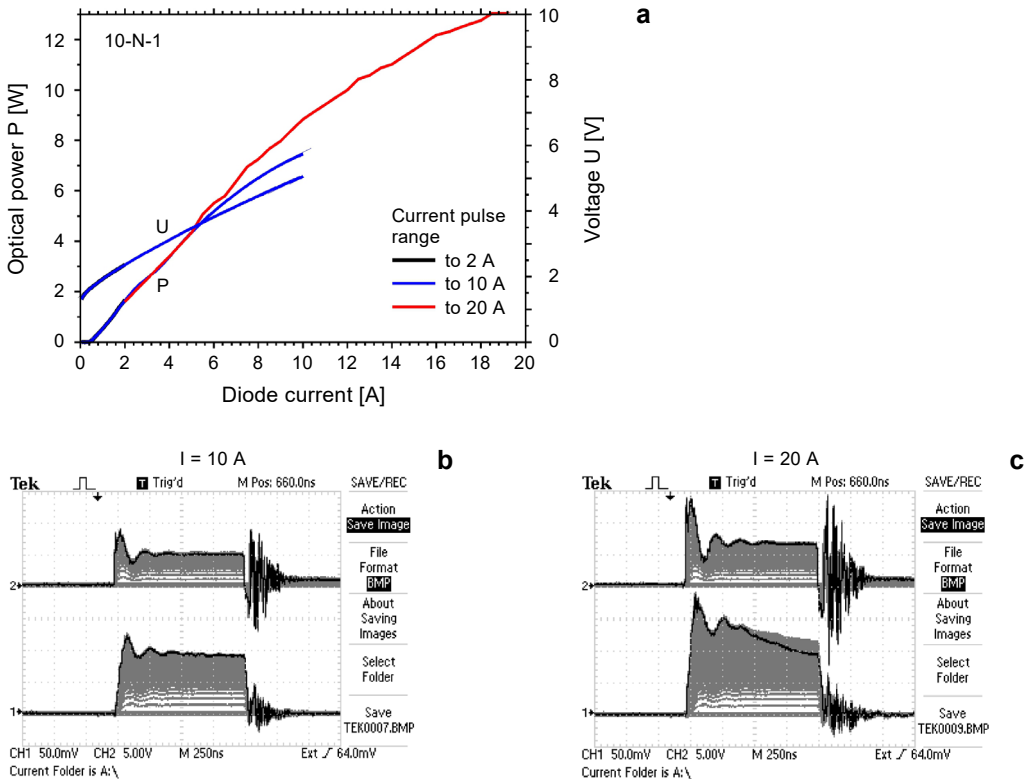 a
10-N-1
Optical power P [W]
12
10
8
6
4
2
0
10
8
6
4
2
0
Voltage U [V]
U
P
Current pulse
range
to 2 A
to 10 A
to 20 A
0 2 4 6 8 10 12 14 16 18 20
Diode current [A]
I = 10 A
b
Tek
T Trig'd
M Pos: 660.0ns
SAVE/REC
Action
Save Image
File
Format
BMP
About
Saving
Images
Select
Folder
Save
TEK0007.BMP
2
1
CH1 50.0mV CH2 5.00V M 250ns Ext 64.0mV
Current Folder is A:\
I = 20 A
c
Tek
T Trig'd
M Pos: 660.0ns
SAVE/REC
Action
Save Image
File
Format
BMP
About
Saving
Images
Select
Folder
Save
TEK0009.BMP
2
1
CH1 50.0mV CH2 5.00V M 250ns Ext 64.0mV
Current Folder is A:\